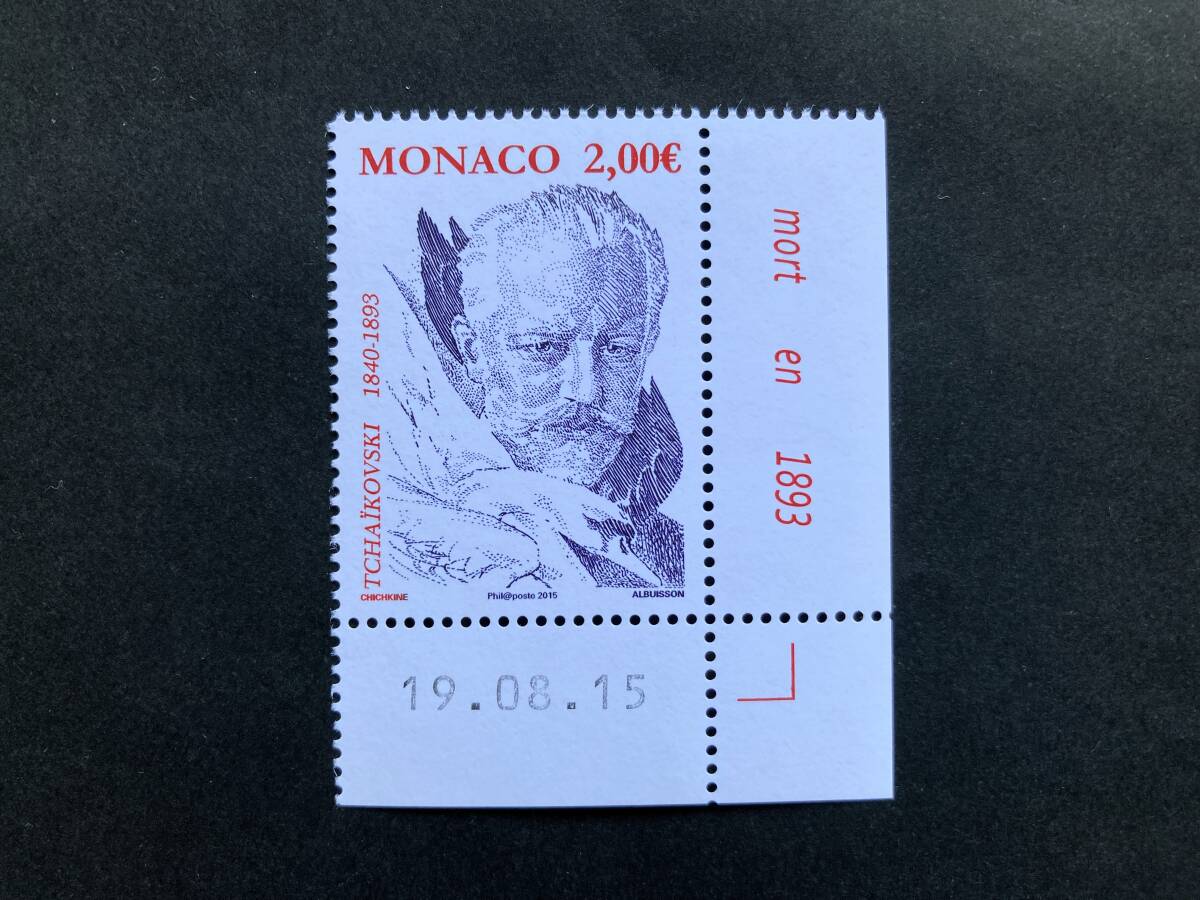 MONACO 2,00€
TCHAÏKOVSKI 1840-1893
CHICHKINE Phil@poste 2015 ALBUISSON
mort en 1893
19.08.15